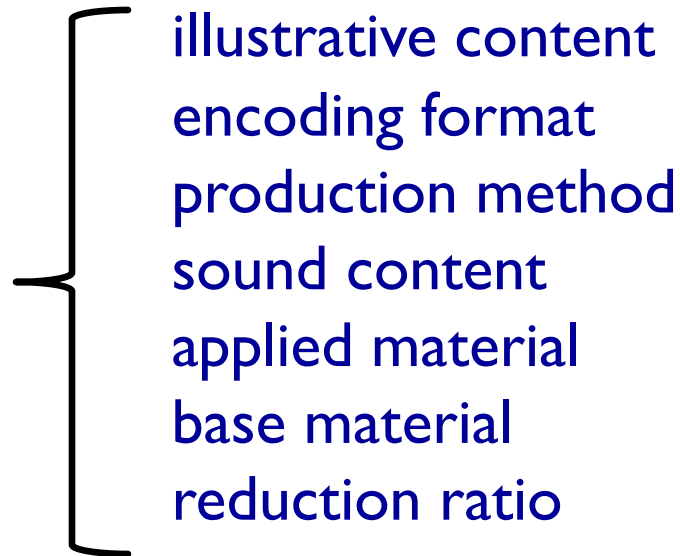 illustrative content
encoding format
production method
sound content
applied material
base material
reduction ratio